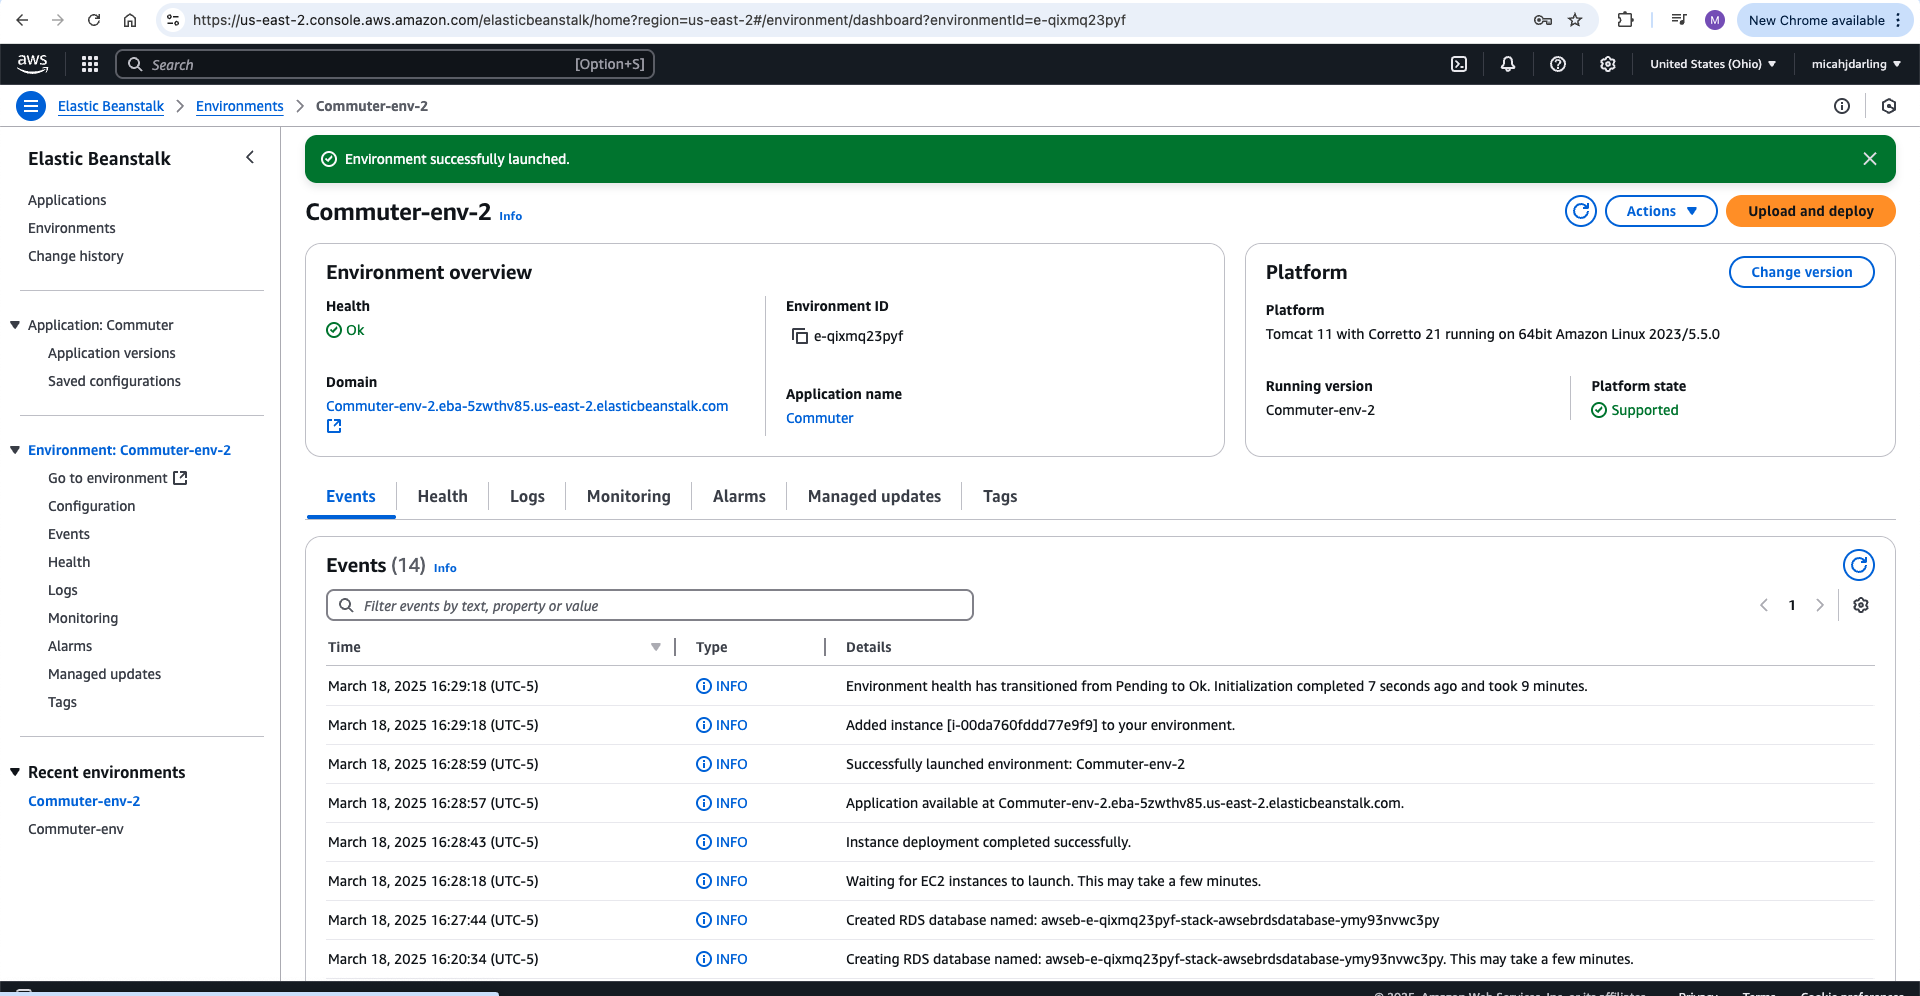 https://us-east-2.console.aws.amazon.com/elasticbeanstalk/home?region=us-east-2#/environment/dashboard?environmentId=e-qixmq23pyf
M
New Chrome available
aws
Search
[Option+S]
United States (Ohio)
micahjdarling
Elastic Beanstalk
Environments
Commuter-env-2
Elastic Beanstalk
Applications
Environments
Change history
Application: Commuter
Application versions
Saved configurations
Environment: Commuter-env-2
Go to environment
Configuration
Events
Health
Logs
Monitoring
Alarms
Managed updates
Tags
Recent environments
Commuter-env-2
Commuter-env
Environment successfully launched.
Commuter-env-2 Info
Actions
Upload and deploy
Environment overview
Health
Ok
Domain
Commuter-env-2.eba-5zwthv85.us-east-2.elasticbeanstalk.com
Environment ID
e-qixmq23pyf
Application name
Commuter
Platform
Change version
Platform
Tomcat 11 with Corretto 21 running on 64bit Amazon Linux 2023/5.5.0
Running version
Commuter-env-2
Platform state
Supported
Events
Health
Logs
Monitoring
Alarms
Managed updates
Tags
Events (14) Info
Filter events by text, property or value
1
Time Type Details
March 18, 2025 16:29:18 (UTC-5) INFO Environment health has transitioned from Pending to Ok. Initialization completed 7 seconds ago and took 9 minutes.
March 18, 2025 16:29:18 (UTC-5) INFO Added instance [i-00da760fddd77e9f9] to your environment.
March 18, 2025 16:28:59 (UTC-5) INFO Successfully launched environment: Commuter-env-2
March 18, 2025 16:28:57 (UTC-5) INFO Application available at Commuter-env-2.eba-5zwthv85.us-east-2.elasticbeanstalk.com.
March 18, 2025 16:28:43 (UTC-5) INFO Instance deployment completed successfully.
March 18, 2025 16:28:18 (UTC-5) INFO Waiting for EC2 instances to launch. This may take a few minutes.
March 18, 2025 16:27:44 (UTC-5) INFO Created RDS database named: awseb-e-qixmq23pyf-stack-awsebrdsdatabase-ymy93nvwc3py
March 18, 2025 16:20:34 (UTC-5) INFO Creating RDS database named: awseb-e-qixmq23pyf-stack-awsebrdsdatabase-ymy93nvwc3py. This may take a few minutes.
© 2025, Amazon Web Services, Inc. or its affiliates.
Privacy
Terms
Cookie preferences